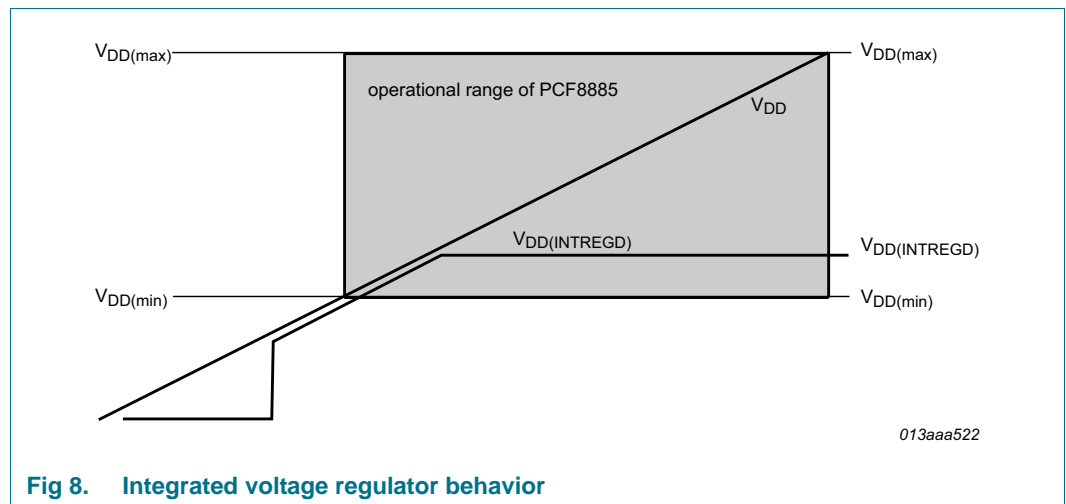 VDD(max)
VDD(max)
operational range of PCF8885
VDD
VDD(INTREGD)
VDD(INTREGD)
VDD(min)
VDD(min)
013aaa522
Fig 8. Integrated voltage regulator behavior